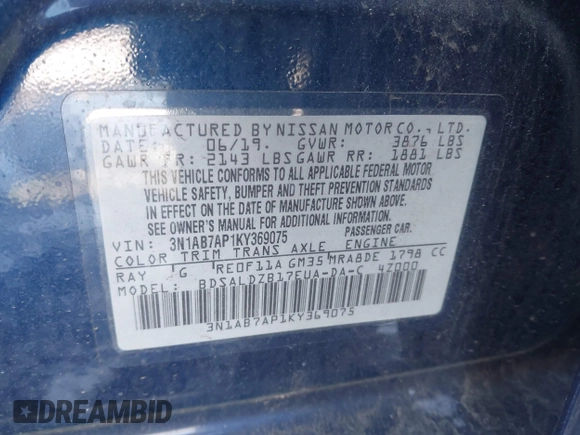 MANUFACTURED BY NISSAN MOTOR CO., LTD.
DATE: 06/19. GVWR: 3876 LBS
GAWR FR: 2143 LBS GAWR RR: 1881 LBS
THIS VEHICLE CONFORMS TO ALL APPLICABLE FEDERAL MOTOR
VEHICLE SAFETY, BUMPER AND THEFT PREVENTION STANDARDS
IN EFFECT ON THE DATE OF MANUFACTURE SHOWN ABOVE.
SEE OWNER'S MANUAL FOR ADDITIONAL INFORMATION.
VIN: 3N1AB7AP1KY369075 PASSENGER CAR.
COLOR TRIM TRANS AXLE ENGINE
RAY G RE0F11A GM35 MRA8DE 1798 CC
MODEL: BDSALDZB17EUA-DA-C 4Z000
3N1AB7AP1KY369075
DREAMBID